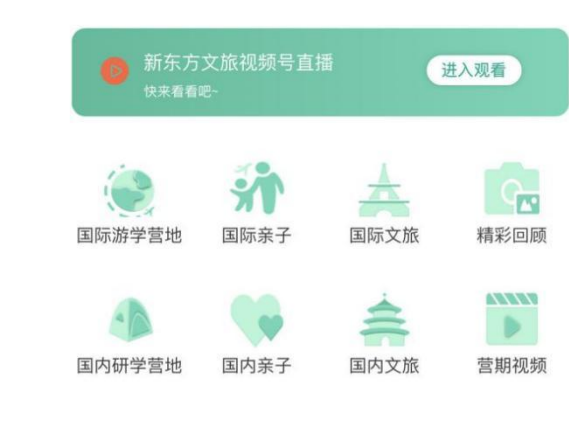 新东方文旅视频号直播
快来看看吧~
进入观看
国际游学营地 国际亲子 国际文旅 精彩回顾
国内研学营地 国内亲子 国内文旅 营期视频